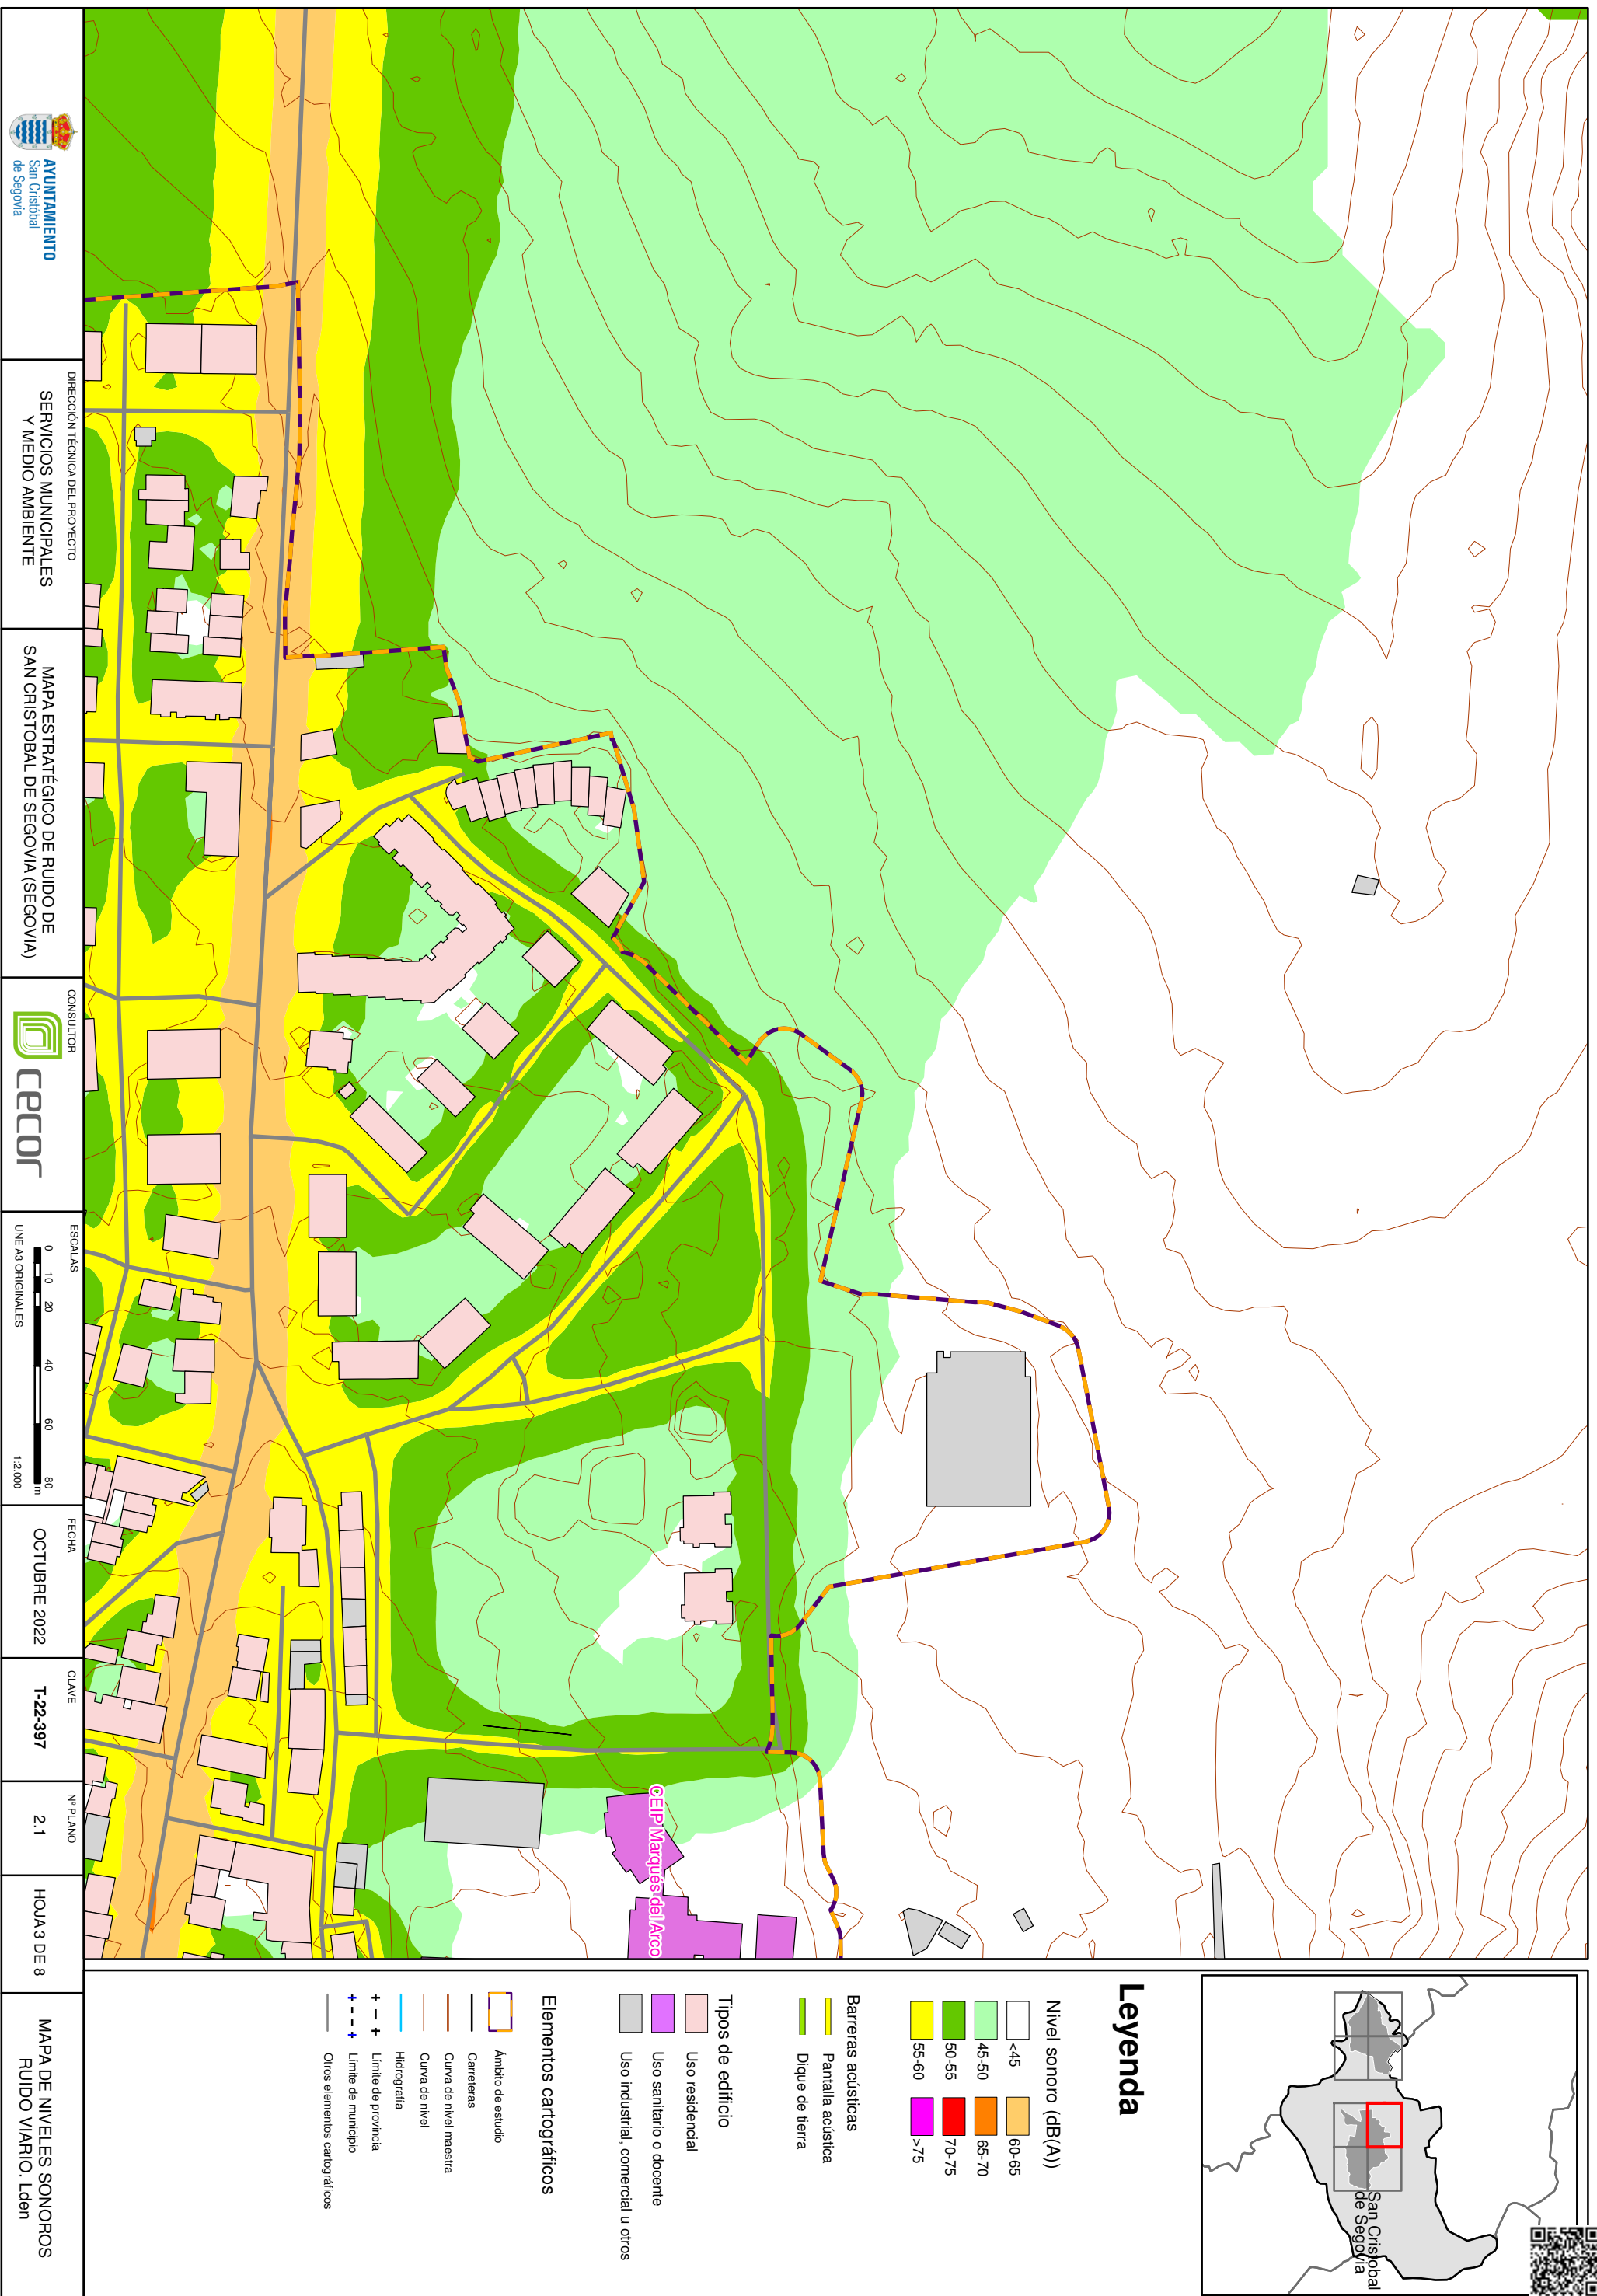 San Cristobal
de Segovia
Leyenda
Nivel sonoro (dB(A))
<45
45-50
50-55
55-60
60-65
65-70
70-75
>75
Barreras acústicas
Pantalla acústica
Dique de tierra
Tipos de edificio
Uso residencial
Uso sanitario o docente
Uso industrial, comercial u otros
Elementos cartográficos
Ámbito de estudio
Carreteras
Curva de nivel maestra
Curva de nivel
Hidrografía
Límite de provincia
Límite de municipio
Otros elementos cartográficos
CEIP Marqués del Arco
AYUNTAMIENTO
San Cristóbal
de Segovia
DIRECCIÓN TÉCNICA DEL PROYECTO
SERVICIOS MUNICIPALES
Y MEDIO AMBIENTE
MAPA ESTRATÉGICO DE RUIDO DE
SAN CRISTOBAL DE SEGOVIA (SEGOVIA)
CONSULTOR
cecor
ESCALAS
0 10 20 40 60 80
m
UNE A3 ORIGINALES
1:2.000
FECHA
OCTUBRE 2022
CLAVE
T-22-397
Nº PLANO
2.1
HOJA 3 DE 8
MAPA DE NIVELES SONOROS
RUIDO VIARIO. Lden